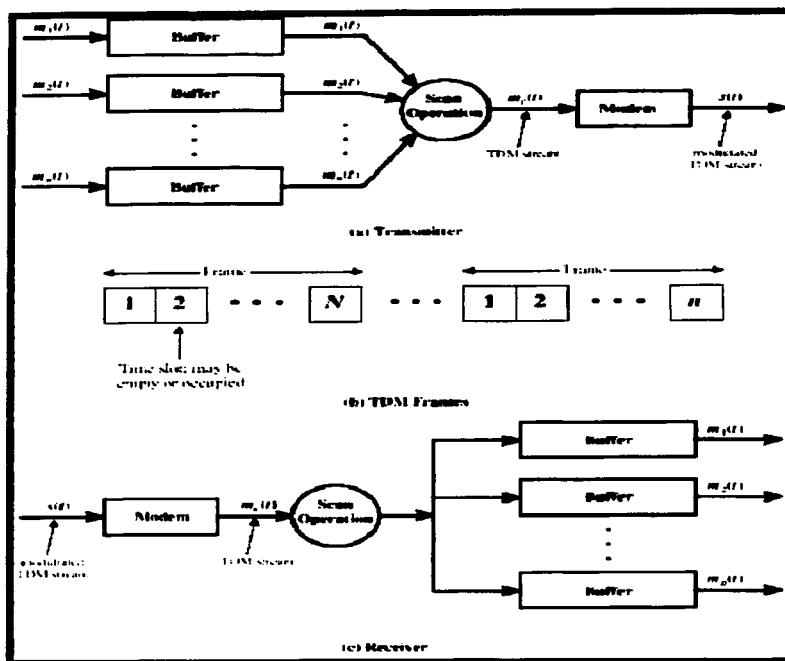 m₁(t) Buffer m₁(t)
m₂(t) Buffer m₂(t)
Scan
Operation
m_c(t) Modem s(t)
TDM stream
modulated
TDM stream
mₙ(t) Buffer mₙ(t)
(a) Transmitter
Frame Frame
1 2 N 1 2 n
Time slot may be
empty or occupied
(b) TDM Frames
Buffer m₁(t)
s(t) Modem m_c(t) Scan
Operation
Buffer m₂(t)
modulated
TDM stream
TDM stream
Buffer mₙ(t)
(c) Receiver